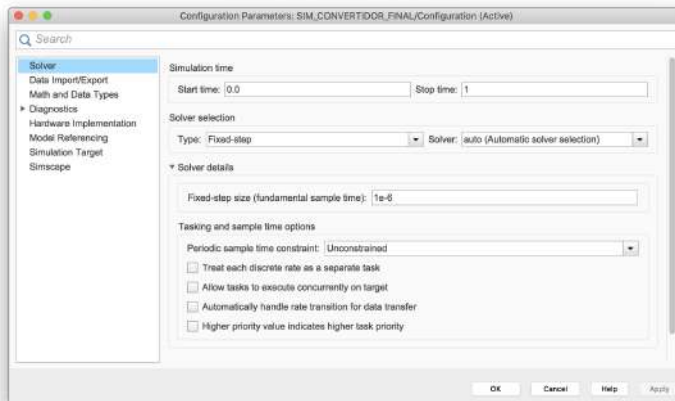 Configuration Parameters: SIM_CONVERTIDOR_FINAL/Configuration (Active)
Search
Solver
Data Import/Export
Math and Data Types
Diagnostics
Hardware Implementation
Model Referencing
Simulation Target
Simscape
Simulation time
Start time: 0.0 Stop time: 1
Solver selection
Type: Fixed-step Solver: auto (Automatic solver selection)
Solver details
Fixed-step size (fundamental sample time): 1e-6
Tasking and sample time options
Periodic sample time constraint: Unconstrained
Treat each discrete rate as a separate task
Allow tasks to execute concurrently on target
Automatically handle rate transition for data transfer
Higher priority value indicates higher task priority
OK Cancel Help Apply